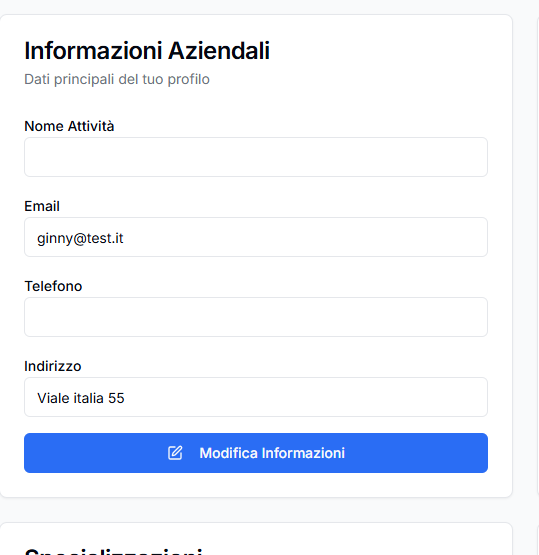 Informazioni Aziendali
Dati principali del tuo profilo
Nome Attività
Email
ginny@test.it
Telefono
Indirizzo
Viale italia 55
Modifica Informazioni
Specializzazioni